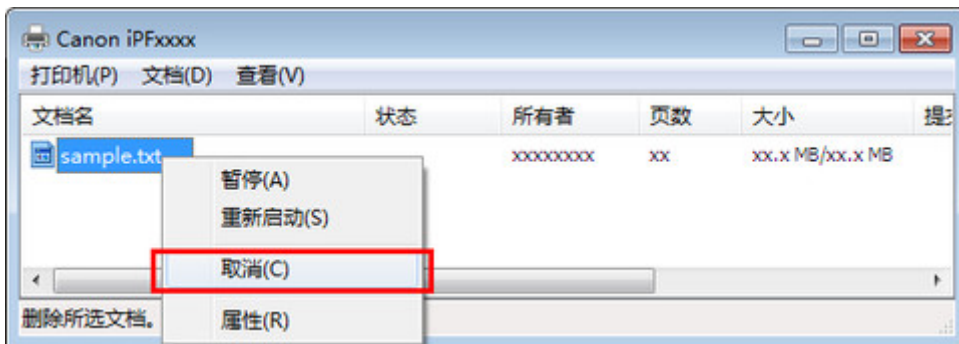 Canon iPFxxxx
打印机(P) 文档(D) 查看(V)
文档名 状态 所有者 页数 大小
sample.txt xxxxxxxx xx xx.x MB/xx.x MB
暂停(A)
重新启动(S)
取消(C)
删除所选文档。
属性(R)